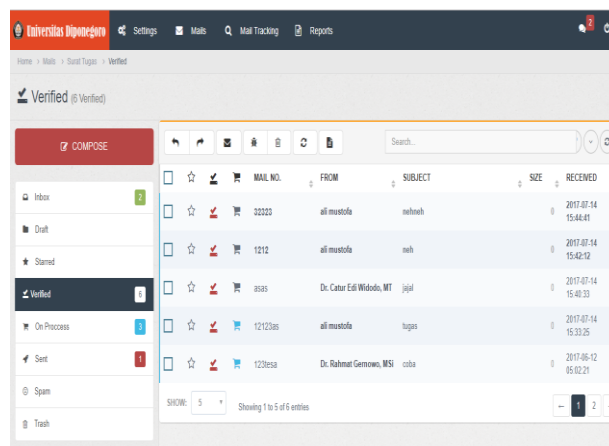 Universitas Diponegoro Settings Mails Mail Tracking Reports 2
Home > Mails > Surat Tugas > Verified
Verified (6 Verified)
COMPOSE
Search...
Inbox 2
Draft
Starred
Verified 6
On Proccess 3
Sent 1
Spam
Trash
MAIL NO. FROM SUBJECT SIZE RECEIVED
32323 ali mustofa nehneh 0 2017-07-14
15:44:41
1212 ali mustofa neh 0 2017-07-14
15:42:12
asas Dr. Catur Edi Widodo, MT jajal 0 2017-07-14
15:40:33
12123as ali mustofa tugas 0 2017-07-14
15:33:25
123tesa Dr. Rahmat Gernowo, MSi coba 0 2017-06-12
05:02:21
SHOW: 5 Showing 1 to 5 of 6 entries ← 1 2